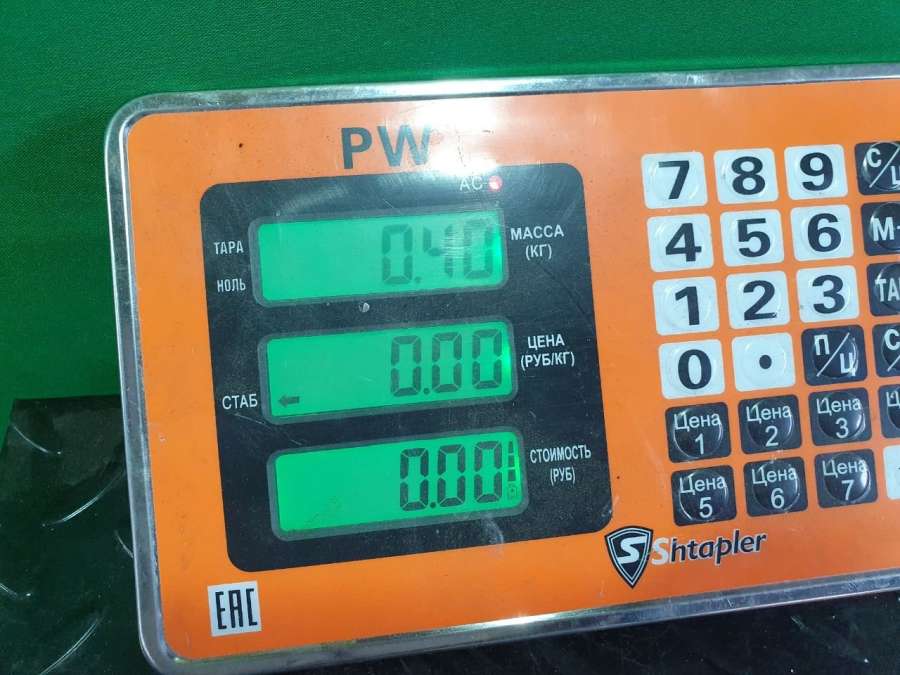 PW
AC
ТАРА
НОЛЬ
0.40
МАССА
(КГ)
0.00
ЦЕНА
(РУБ/КГ)
СТАБ
0.00
СТОИМОСТЬ
(РУБ)
7 8 9
4 5 6 М
1 2 3 ТА
0 . П/Ц
Цена 1 Цена 2 Цена 3
Цена 5 Цена 6 Цена 7
S Shtapler
EAC